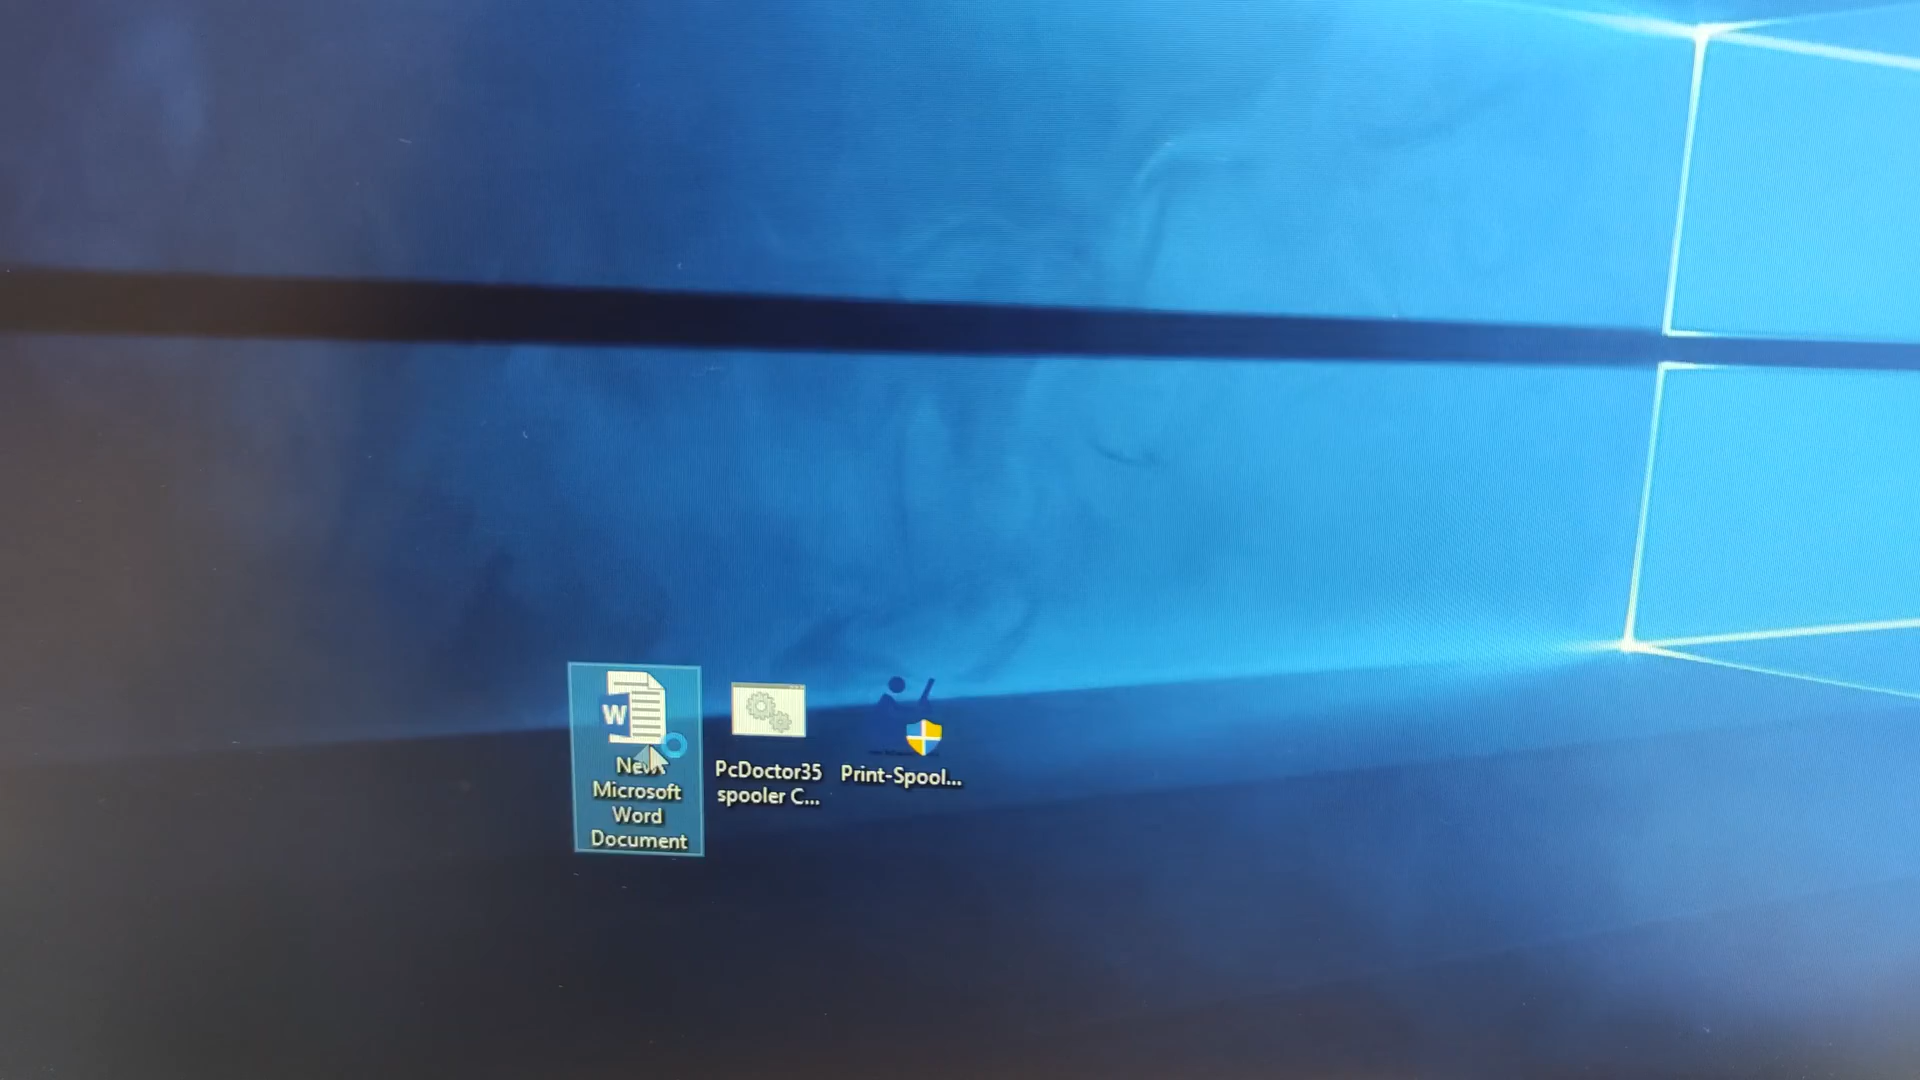 W
New
Microsoft
Word
Document
PcDoctor35
spooler C...
Print-Spool...